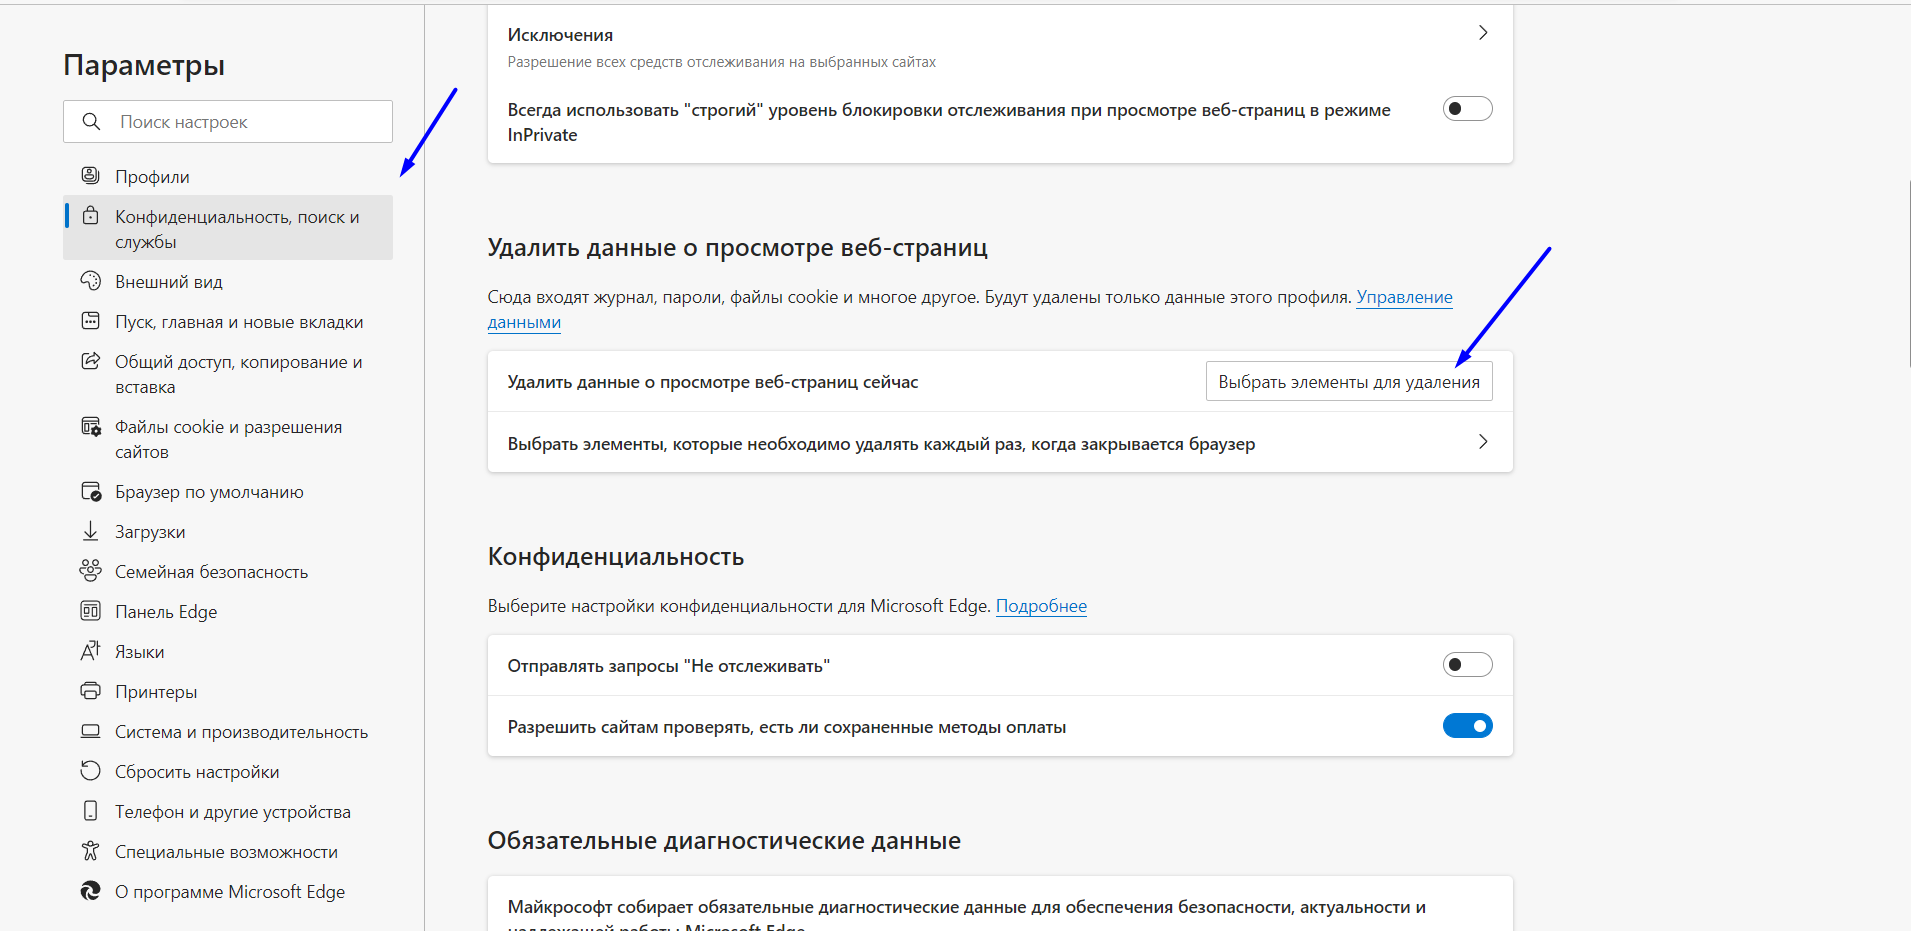 Параметры
Поиск настроек
Профили
Конфиденциальность, поиск и
службы
Внешний вид
Пуск, главная и новые вкладки
Общий доступ, копирование и
вставка
Файлы cookie и разрешения
сайтов
Браузер по умолчанию
Загрузки
Семейная безопасность
Панель Edge
Языки
Принтеры
Система и производительность
Сбросить настройки
Телефон и другие устройства
Специальные возможности
О программе Microsoft Edge
Исключения
Разрешение всех средств отслеживания на выбранных сайтах
Всегда использовать "строгий" уровень блокировки отслеживания при просмотре веб-страниц в режиме
InPrivate
Удалить данные о просмотре веб-страниц
Сюда входят журнал, пароли, файлы cookie и многое другое. Будут удалены только данные этого профиля. Управление
данными
Удалить данные о просмотре веб-страниц сейчас
Выбрать элементы для удаления
Выбрать элементы, которые необходимо удалять каждый раз, когда закрывается браузер
Конфиденциальность
Выберите настройки конфиденциальности для Microsoft Edge. Подробнее
Отправлять запросы "Не отслеживать"
Разрешить сайтам проверять, есть ли сохраненные методы оплаты
Обязательные диагностические данные
Майкрософт собирает обязательные диагностические данные для обеспечения безопасности, актуальности и
надлежащей работы Microsoft Edge